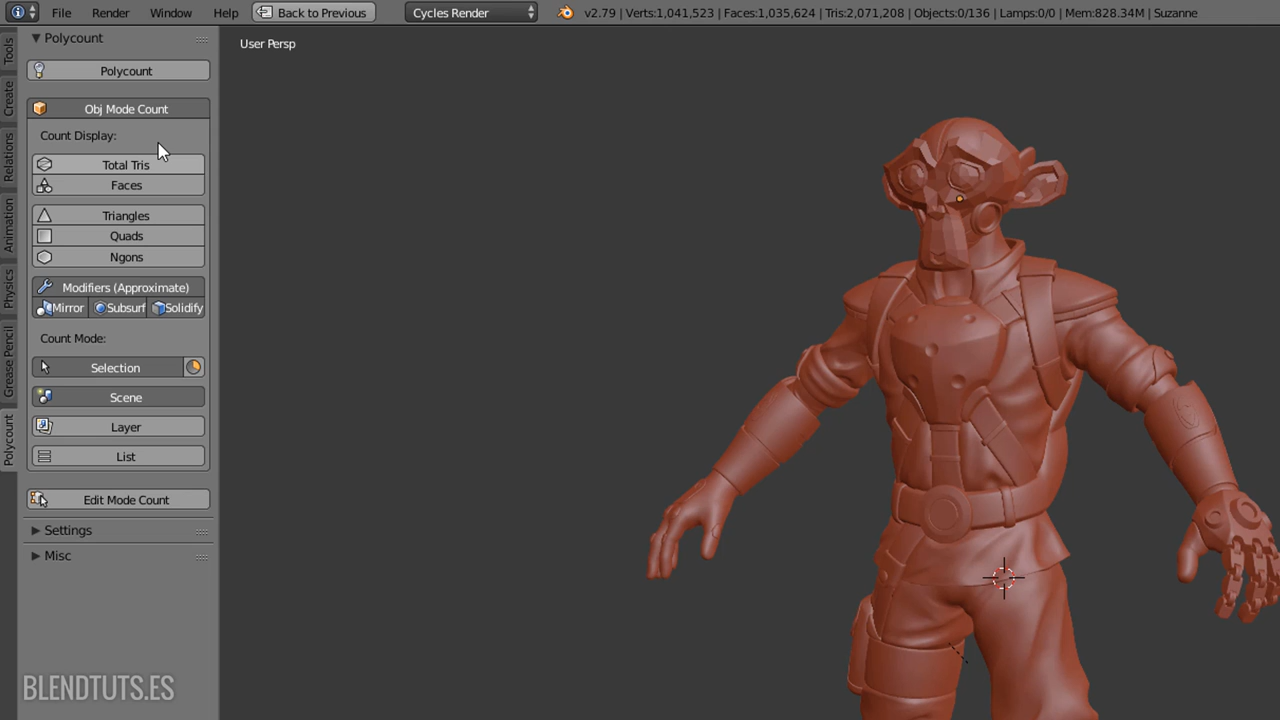 File Render Window Help Back to Previous Cycles Render v2.79 | Verts:1,041,523 | Faces:1,035,624 | Tris:2,071,208 | Objects:0/136 | Lamps:0/0 | Mem:828.34M | Suzanne
Tools
Create
Relations
Animation
Physics
Grease Pencil
Polycount
Polycount
Polycount
Obj Mode Count
Count Display:
Total Tris
Faces
Triangles
Quads
Ngons
Modifiers (Approximate)
Mirror Subsurf Solidify
Count Mode:
Selection
Scene
Layer
List
Edit Mode Count
Settings
Misc
User Persp
BLENDTUTS.ES